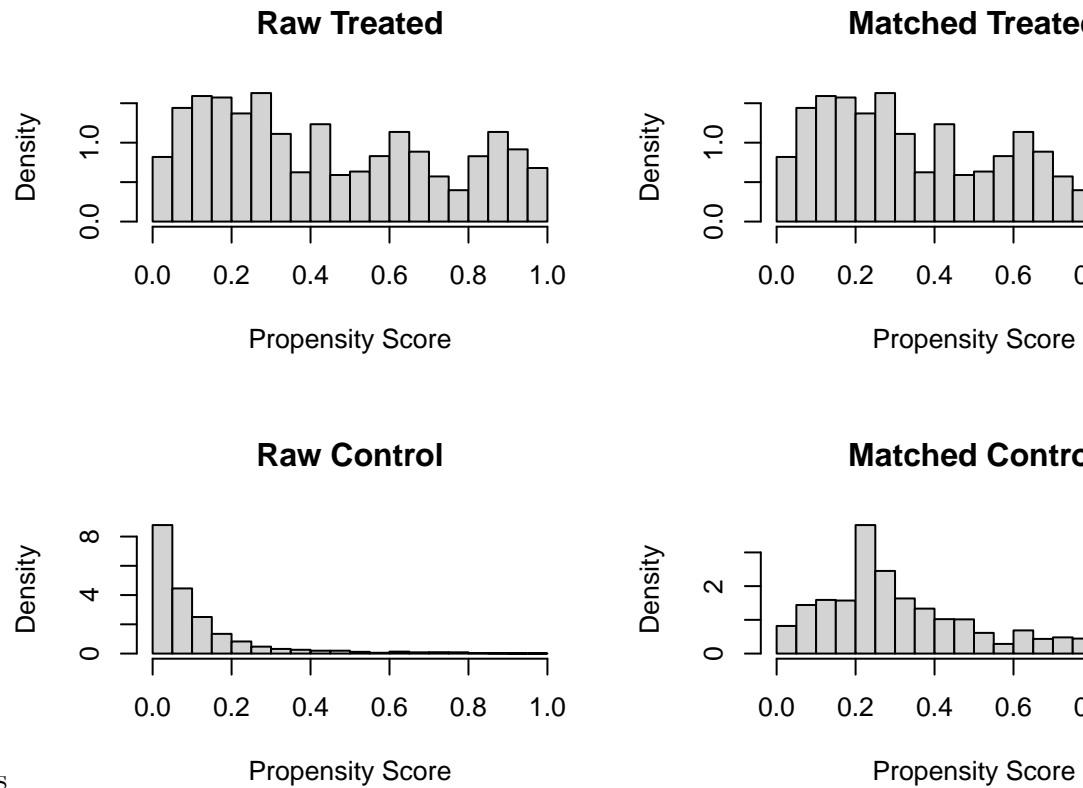 Raw Treated
Density
0.0 1.0
0.0 0.2 0.4 0.6 0.8 1.0
Propensity Score
Matched Treate
Density
0.0 1.0
0.0 0.2 0.4 0.6
Propensity Score
Raw Control
Density
0 4 8
0.0 0.2 0.4 0.6 0.8 1.0
Propensity Score
Matched Contro
Density
0 2
0.0 0.2 0.4 0.6
Propensity Score
s